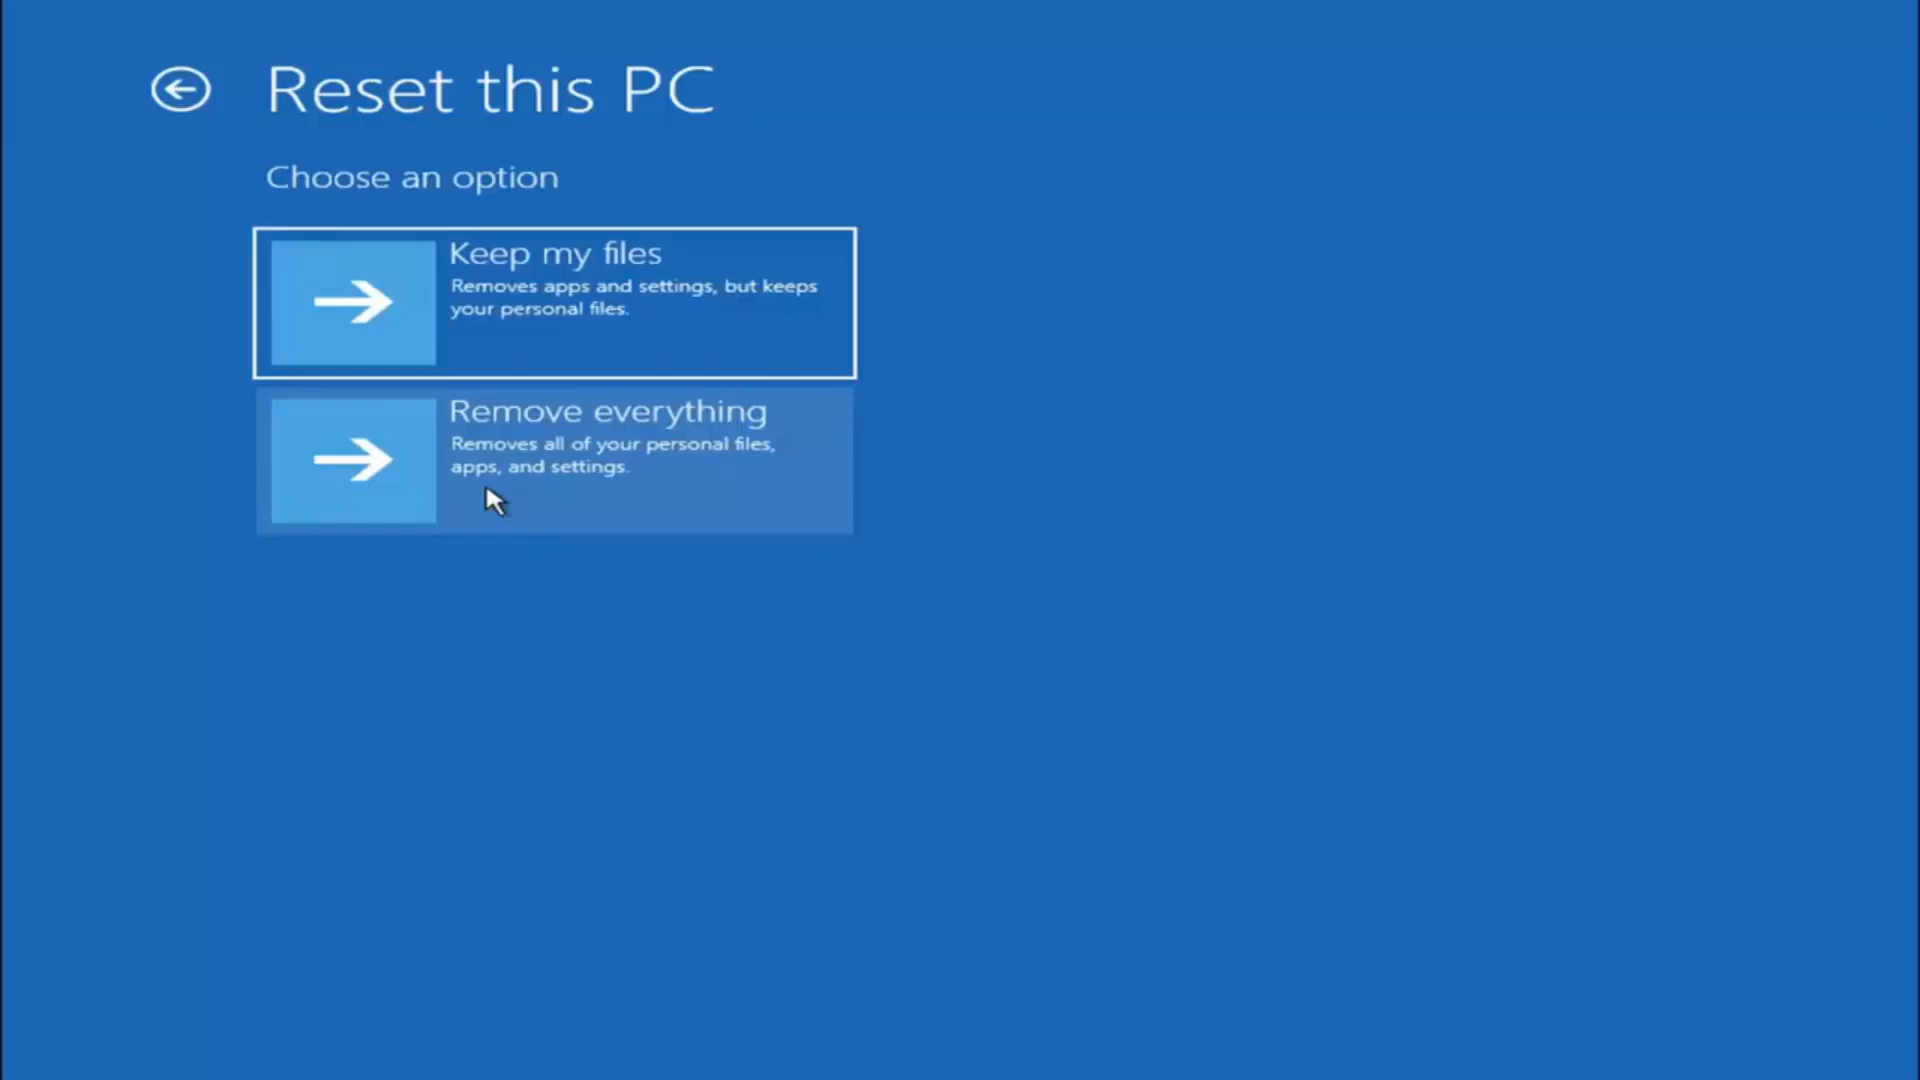 Reset this PC
Choose an option
Keep my files
Removes apps and settings, but keeps
your personal files.
Remove everything
Removes all of your personal files,
apps, and settings.